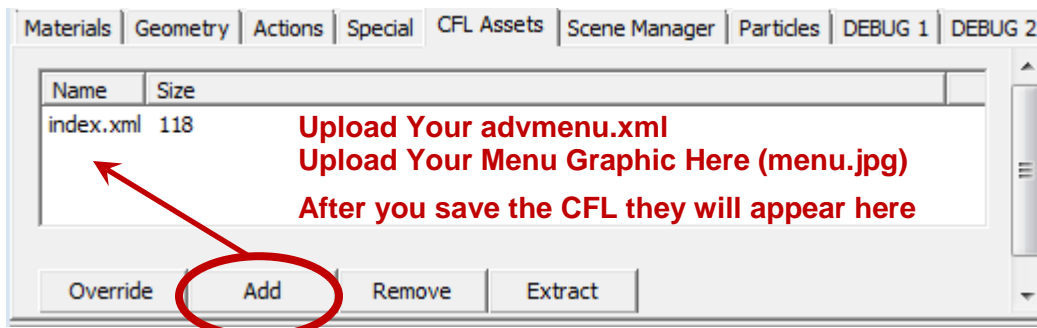 Materials Geometry Actions Special CFL Assets Scene Manager Particles DEBUG 1 DEBUG 2
Name Size
index.xml 118 Upload Your advmenu.xml
Upload Your Menu Graphic Here (menu.jpg)
After you save the CFL they will appear here
Override Add Remove Extract